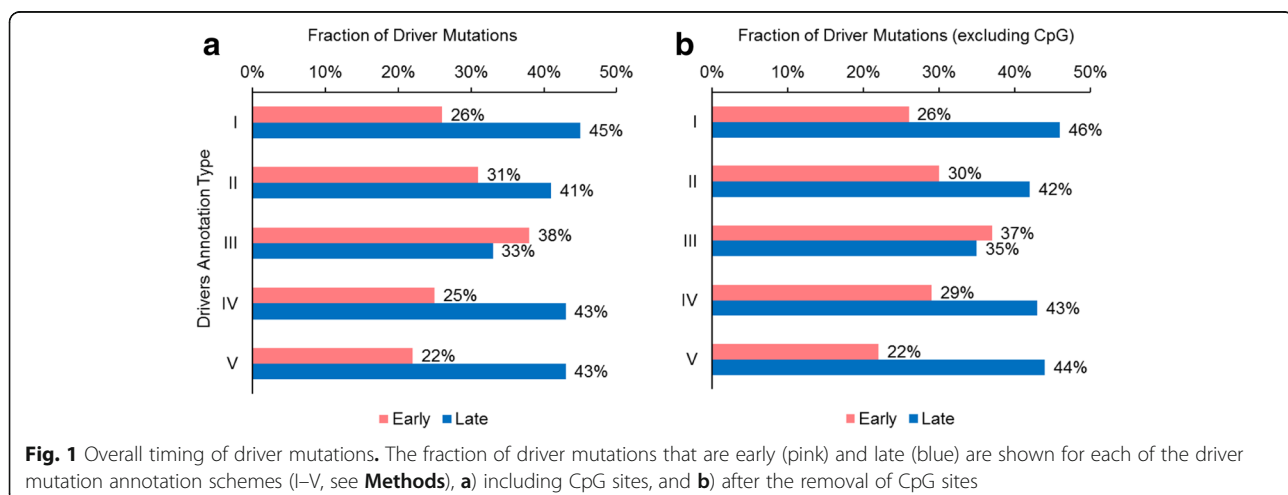 a
Fraction of Driver Mutations
0% 10% 20% 30% 40% 50%
Drivers Annotation Type
I
26%
45%
II
31%
41%
III
38%
33%
IV
25%
43%
V
22%
43%
Early Late
b
Fraction of Driver Mutations (excluding CpG)
0% 10% 20% 30% 40% 50%
I
26%
46%
II
30%
42%
III
37%
35%
IV
29%
43%
V
22%
44%
Early Late
Fig. 1 Overall timing of driver mutations. The fraction of driver mutations that are early (pink) and late (blue) are shown for each of the driver
mutation annotation schemes (I–V, see Methods), a) including CpG sites, and b) after the removal of CpG sites